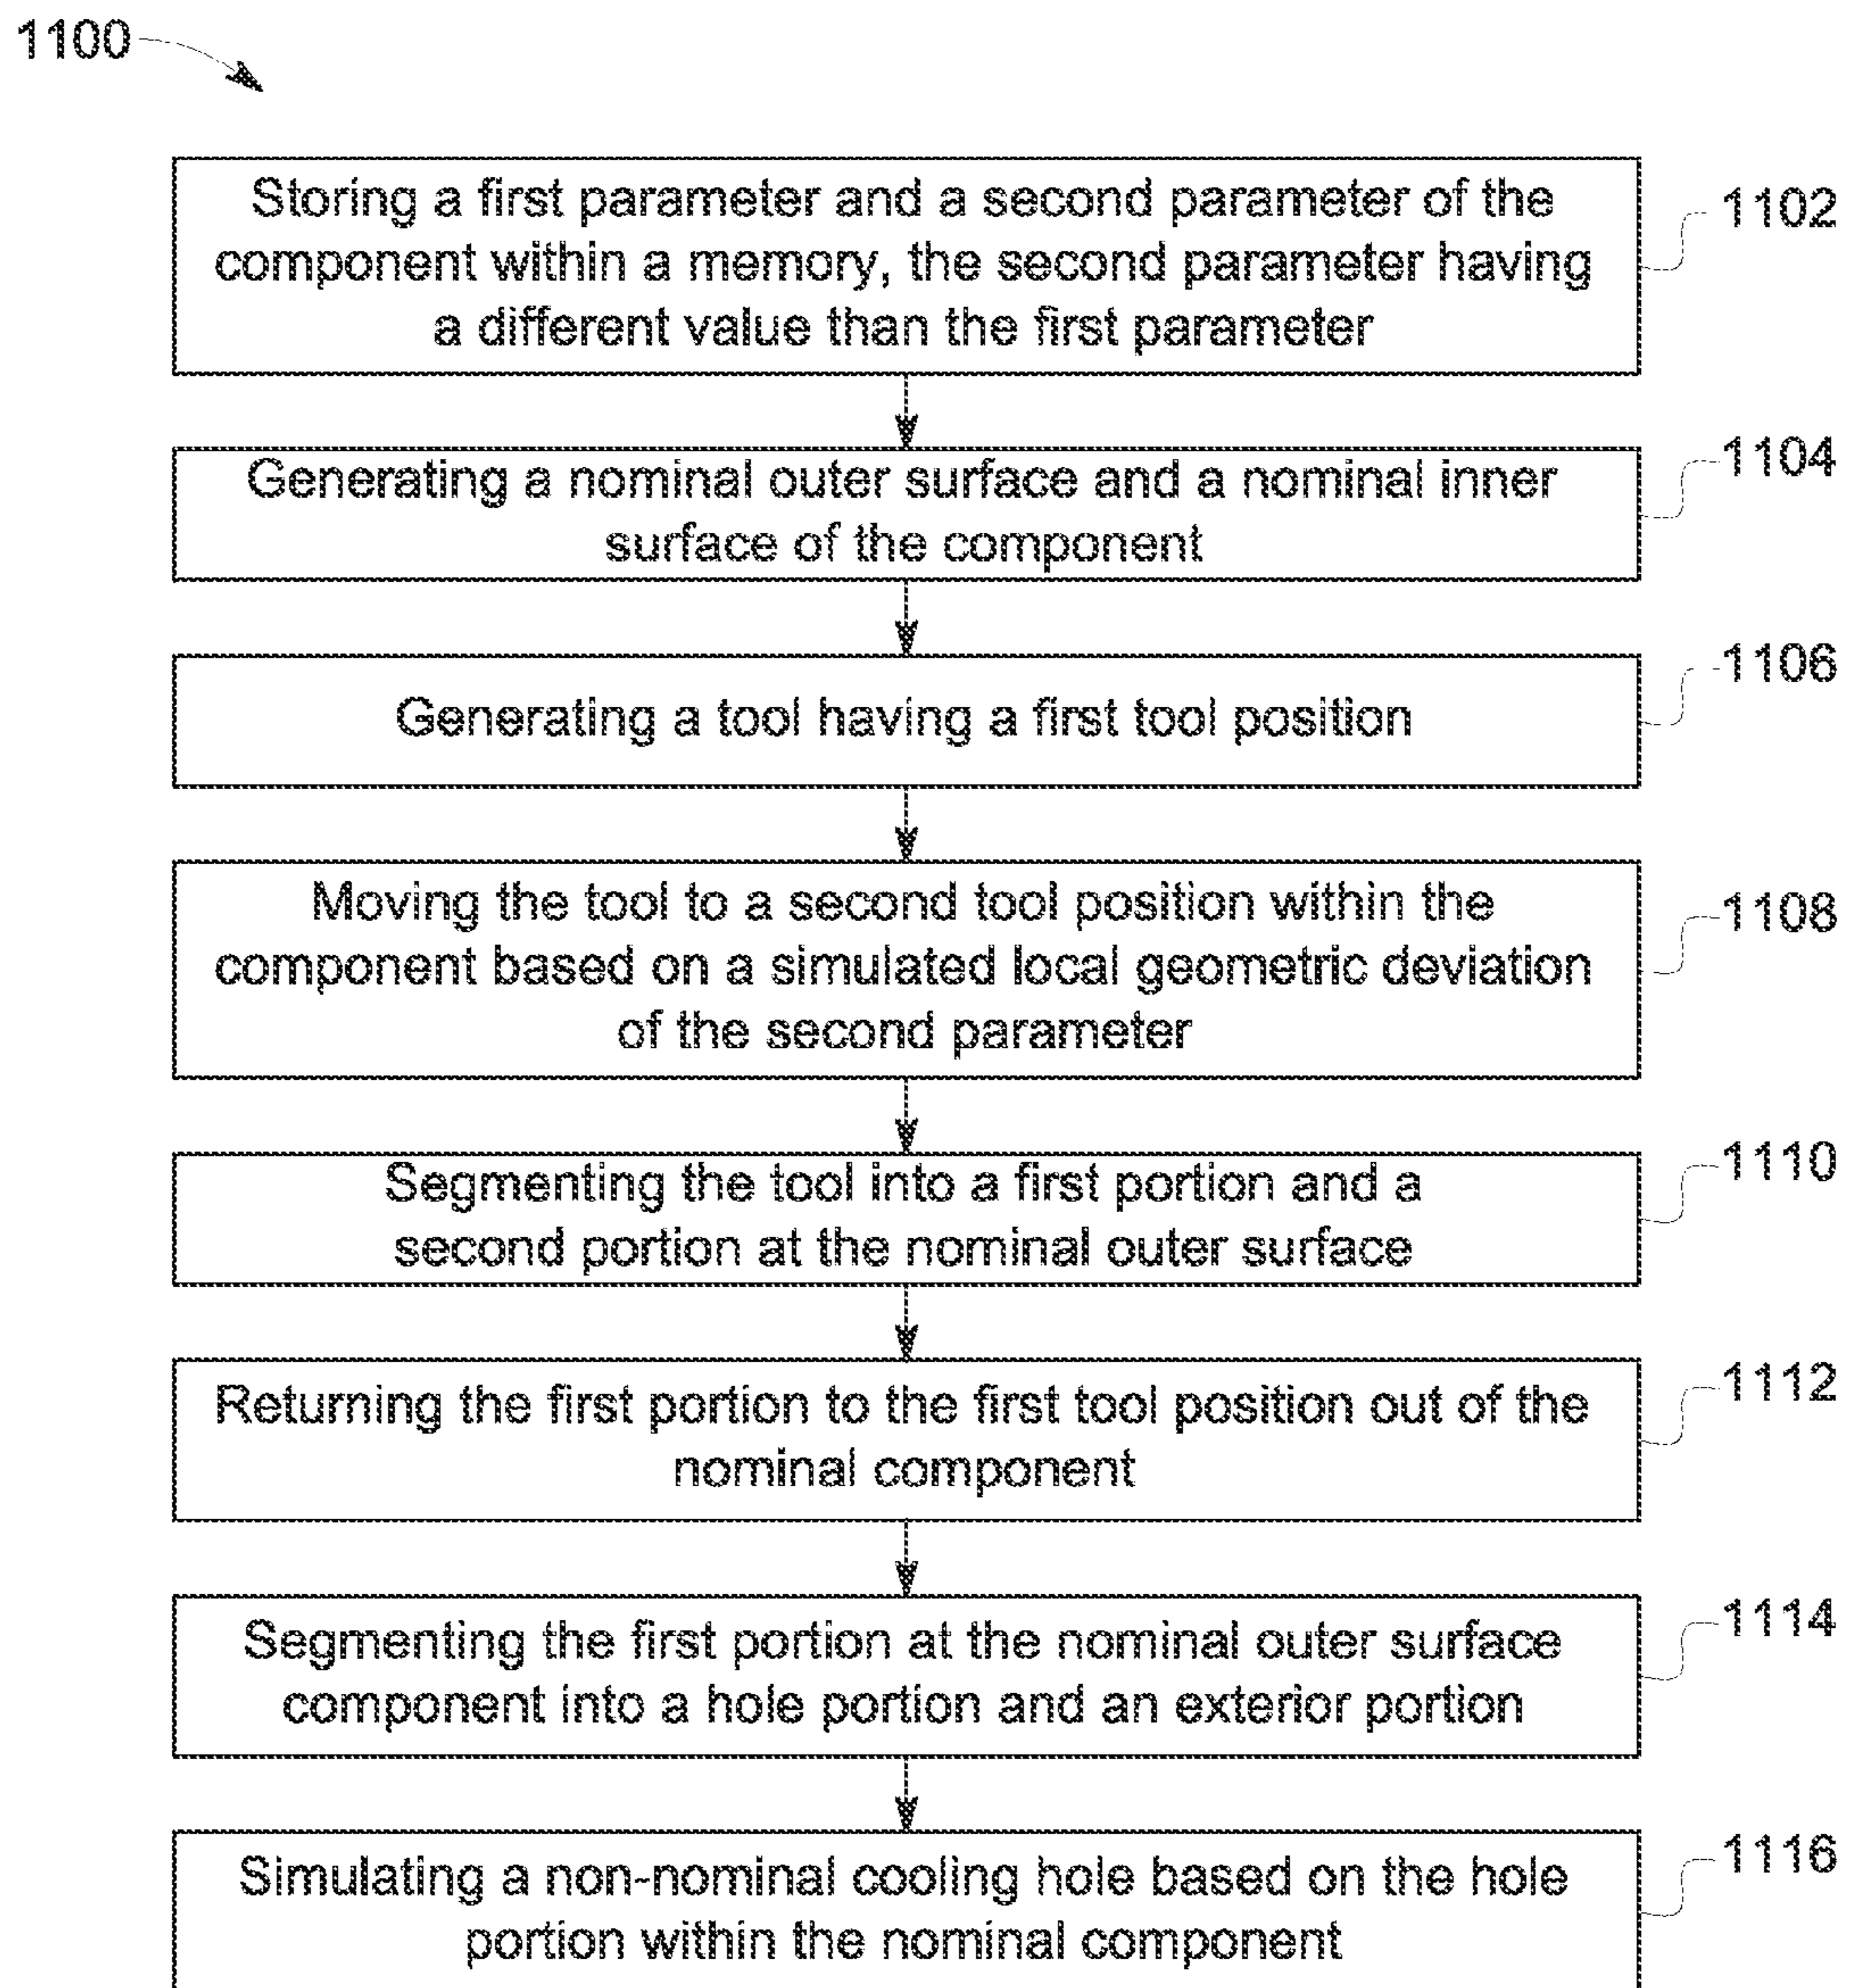 1100
Storing a first parameter and a second parameter of the
component within a memory, the second parameter having
a different value than the first parameter
1102
Generating a nominal outer surface and a nominal inner
surface of the component
1104
Generating a tool having a first tool position
1106
Moving the tool to a second tool position within the
component based on a simulated local geometric deviation
of the second parameter
1108
Segmenting the tool into a first portion and a
second portion at the nominal outer surface
1110
Returning the first portion to the first tool position out of the
nominal component
1112
Segmenting the first portion at the nominal outer surface
component into a hole portion and an exterior portion
1114
Simulating a non-nominal cooling hole based on the hole
portion within the nominal component
1116